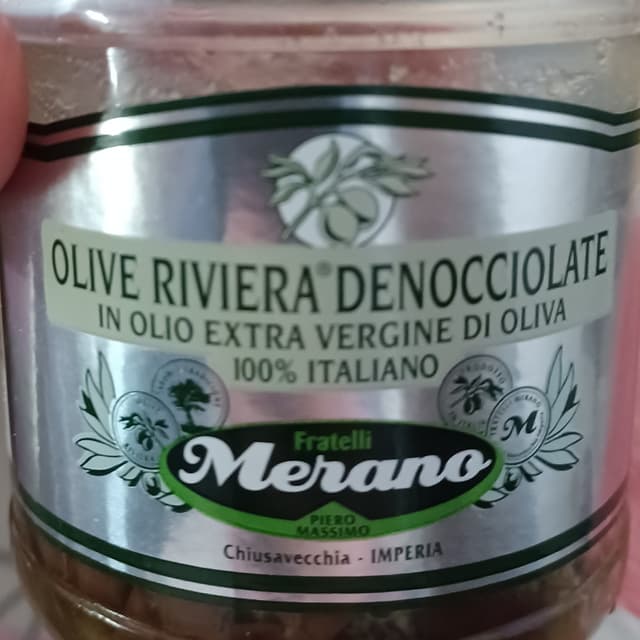 OLIVE RIVIERA® DENOCCIOLATE
IN OLIO EXTRA VERGINE DI OLIVA
100% ITALIANO
Fratelli
Merano
PIERO
MASSIMO
Chiusavecchia - IMPERIA
M